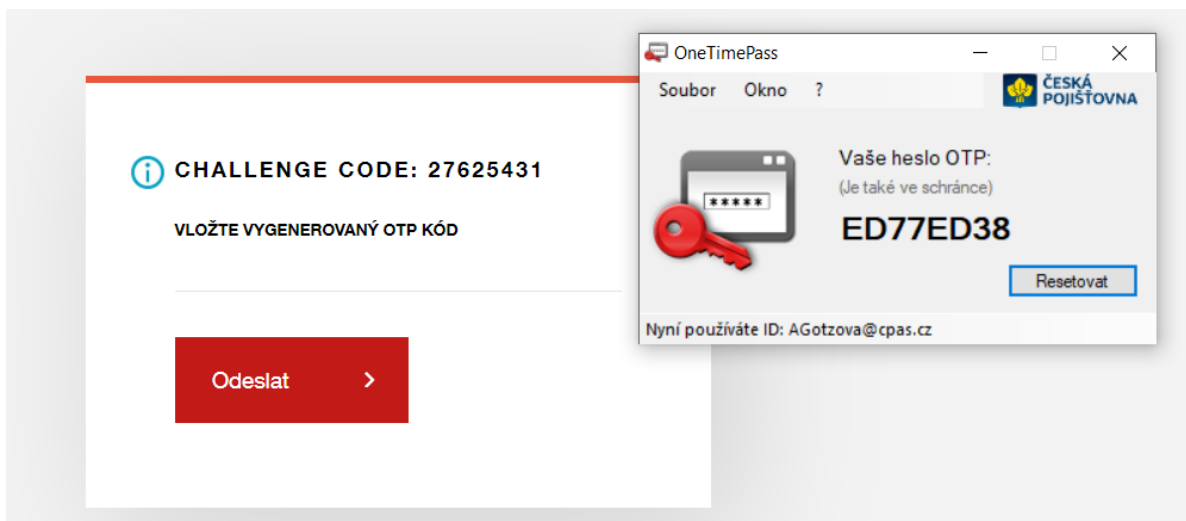 CHALLENGE CODE: 27625431
VLOŽTE VYGENEROVANÝ OTP KÓD
Odeslat
OneTimePass
Soubor Okno ?
ČESKÁ
POJIŠŤOVNA
*****
Vaše heslo OTP:
(Je také ve schránce)
ED77ED38
Resetovat
Nyní používáte ID: AGotzova@cpas.cz